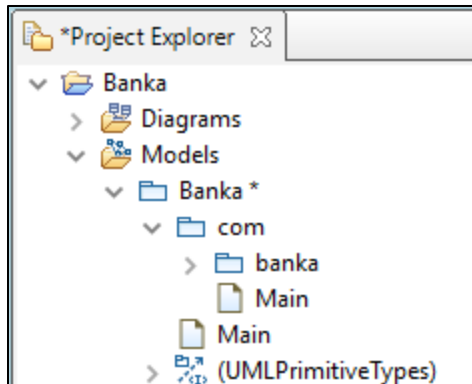 *Project Explorer
Banka
Diagrams
Models
Banka *
com
banka
Main
Main
(UMLPrimitiveTypes)